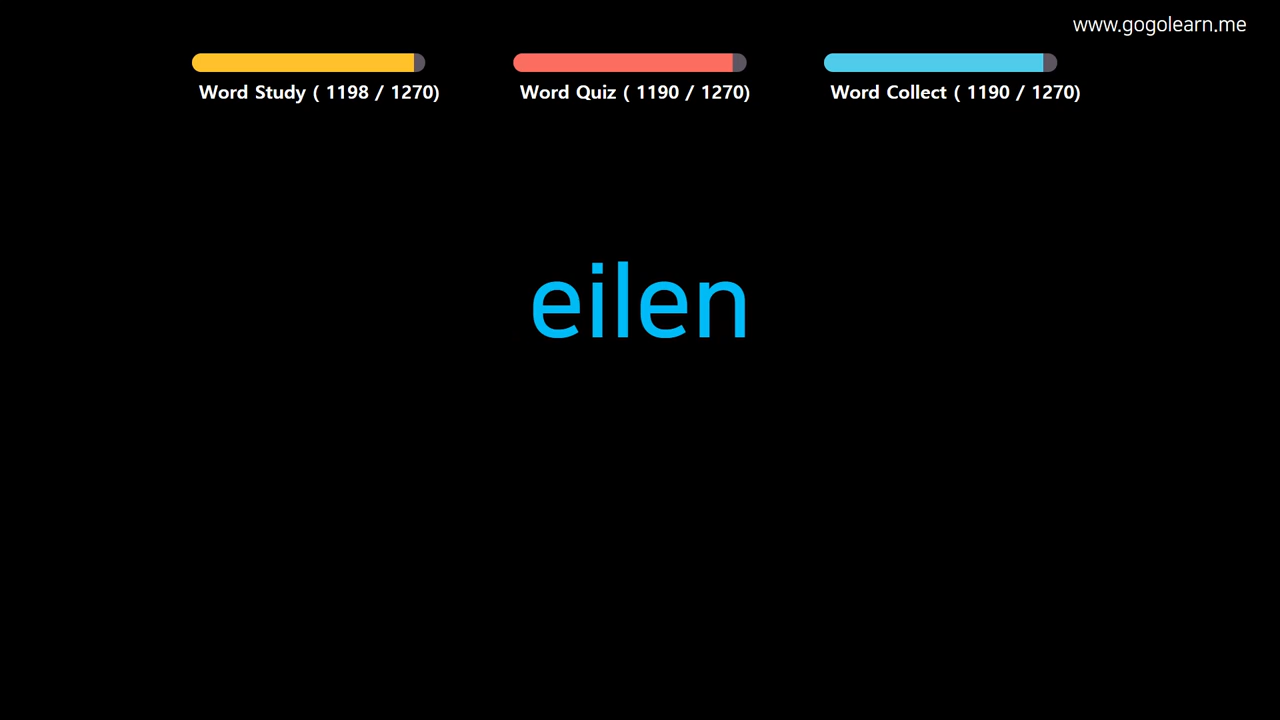 www.gogolearn.me
Word Study ( 1198 / 1270)
Word Quiz ( 1190 / 1270)
Word Collect ( 1190 / 1270)
eilen